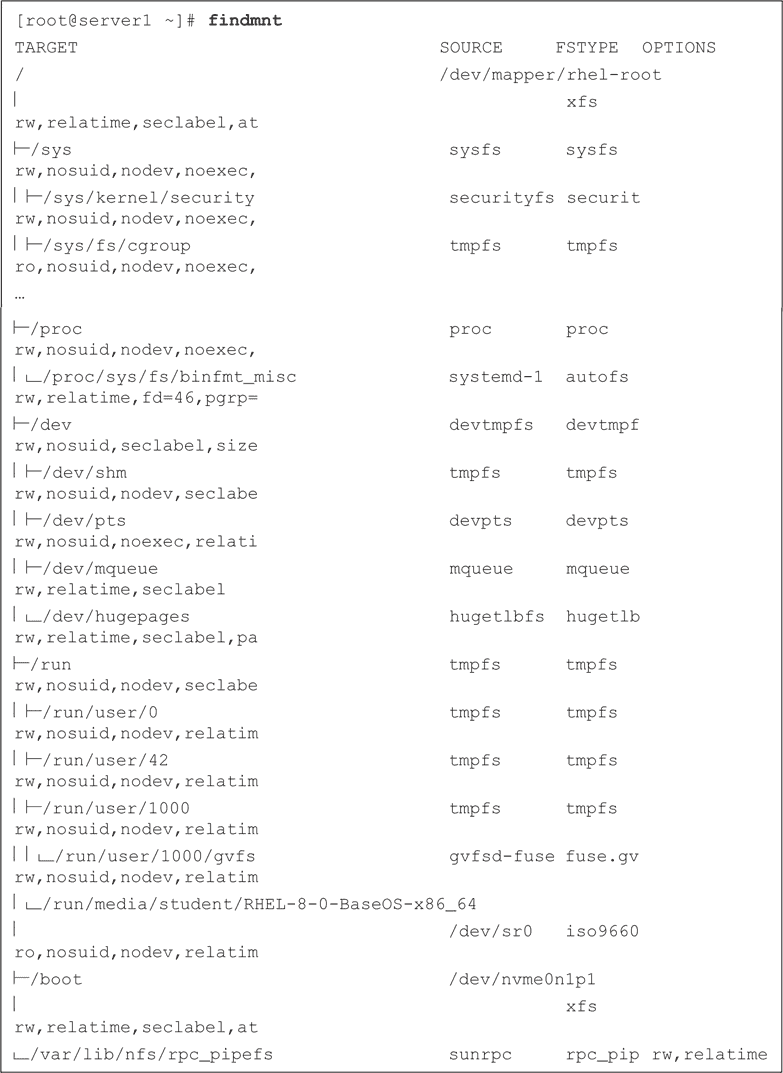 [root@server1 ~]# findmnt
TARGET SOURCE FSTYPE OPTIONS
/ /dev/mapper/rhel-root
│ xfs
rw,relatime,seclabel,at
├─/sys sysfs sysfs
rw,nosuid,nodev,noexec,
│ ├─/sys/kernel/security securityfs securit
rw,nosuid,nodev,noexec,
│ ├─/sys/fs/cgroup tmpfs tmpfs
ro,nosuid,nodev,noexec,
…
├─/proc proc proc
rw,nosuid,nodev,noexec,
│ └─/proc/sys/fs/binfmt_misc systemd-1 autofs
rw,relatime,fd=46,pgrp=
├─/dev devtmpfs devtmpf
rw,nosuid,seclabel,size
│ ├─/dev/shm tmpfs tmpfs
rw,nosuid,nodev,seclabe
│ ├─/dev/pts devpts devpts
rw,nosuid,noexec,relati
│ ├─/dev/mqueue mqueue mqueue
rw,relatime,seclabel
│ └─/dev/hugepages hugetlbfs hugetlb
rw,relatime,seclabel,pa
├─/run tmpfs tmpfs
rw,nosuid,nodev,seclabe
│ ├─/run/user/0 tmpfs tmpfs
rw,nosuid,nodev,relatim
│ ├─/run/user/42 tmpfs tmpfs
rw,nosuid,nodev,relatim
│ ├─/run/user/1000 tmpfs tmpfs
rw,nosuid,nodev,relatim
│ │ └─/run/user/1000/gvfs gvfsd-fuse fuse.gv
rw,nosuid,nodev,relatim
│ └─/run/media/student/RHEL-8-0-BaseOS-x86_64
│ /dev/sr0 iso9660
ro,nosuid,nodev,relatim
├─/boot /dev/nvme0n1p1
│ xfs
rw,relatime,seclabel,at
└─/var/lib/nfs/rpc_pipefs sunrpc rpc_pip rw,relatime